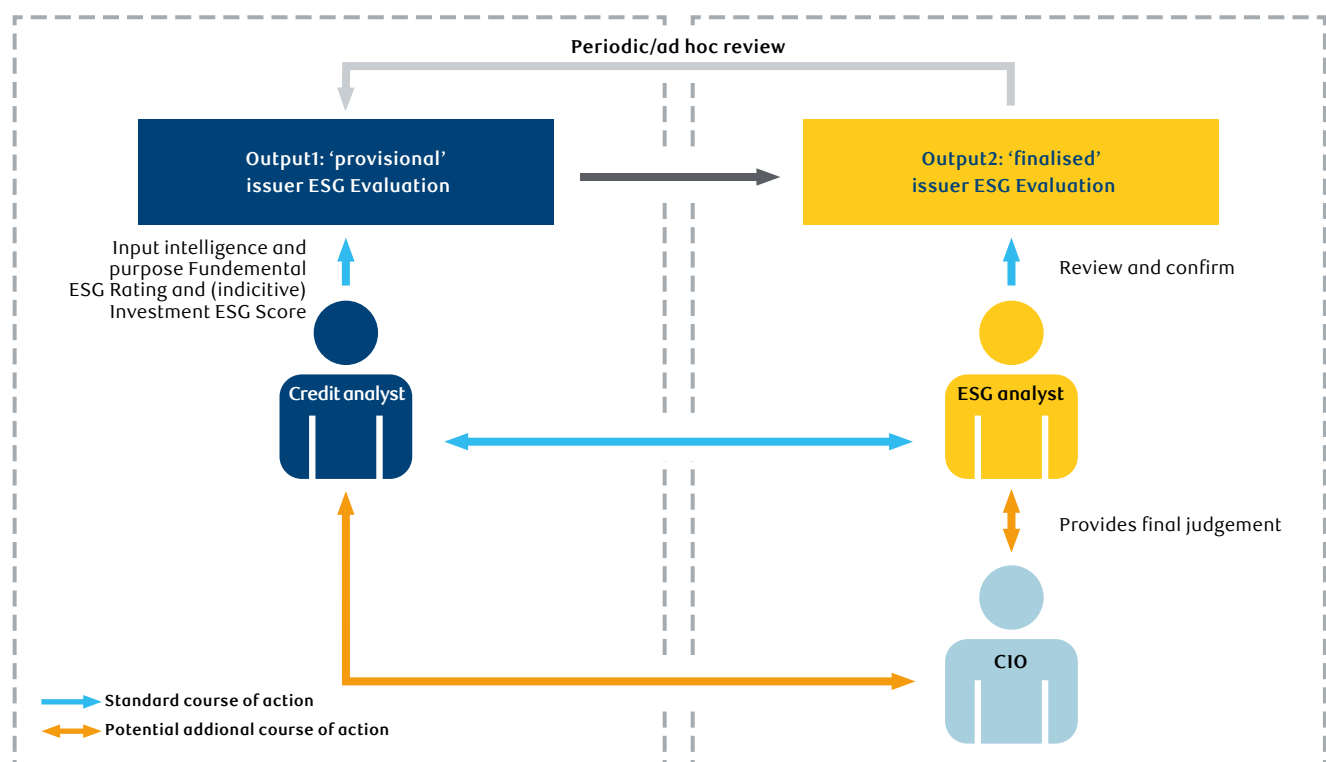 Periodic/ad hoc review
Output1: ‘provisional’
issuer ESG Evaluation
Output2: ‘finalised’
issuer ESG Evaluation
Input intelligence and
purpose Fundemental
ESG Rating and (indicitive)
Investment ESG Score
Review and confirm
Credit analyst
ESG analyst
Provides final judgement
CIO
Standard course of action
Potential addional course of action